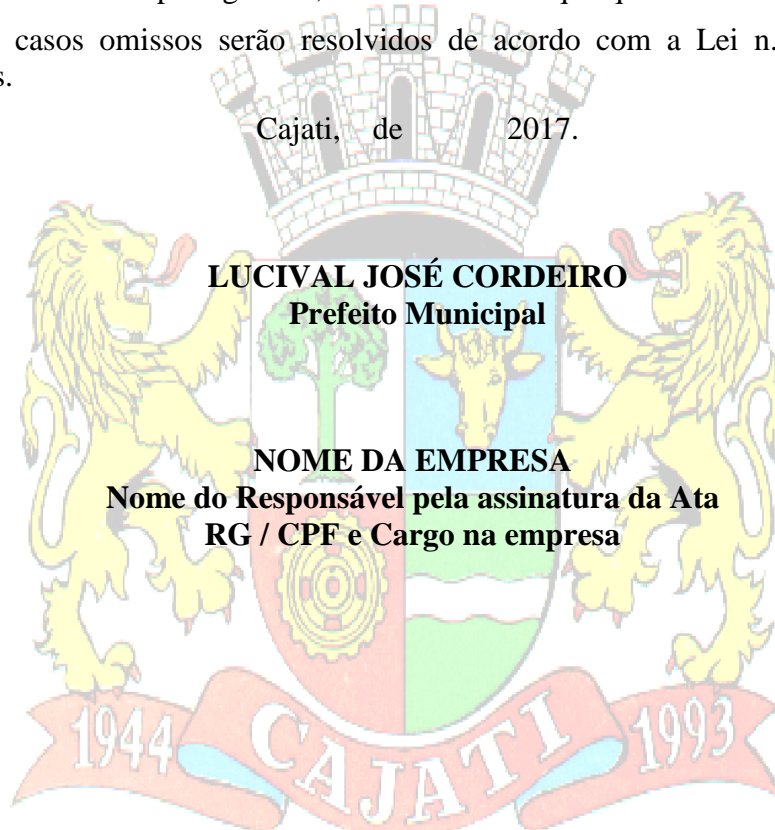 casos omissos serão resolvidos de acordo com a Lei n.
s.
Cajati, de 2017.
LUCIVAL JOSÉ CORDEIRO
Prefeito Municipal
NOME DA EMPRESA
Nome do Responsável pela assinatura da Ata
RG / CPF e Cargo na empresa
1944 CAJATI 1993